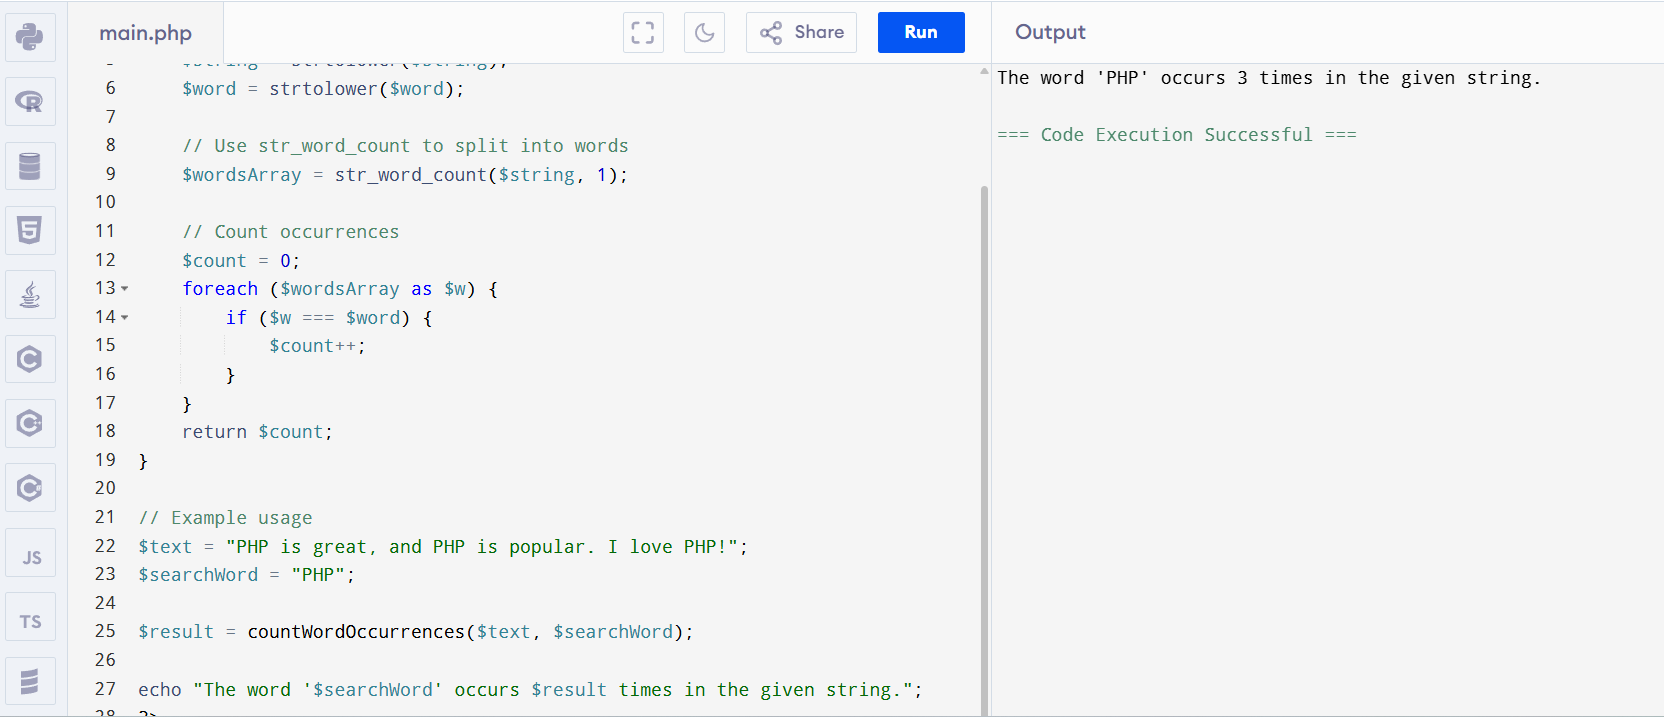 main.php
Share
Run
Output
$string = strtolower($string);
6 $word = strtolower($word);
7
8 // Use str_word_count to split into words
9 $wordsArray = str_word_count($string, 1);
10
11 // Count occurrences
12 $count = 0;
13 foreach ($wordsArray as $w) {
14 if ($w === $word) {
15 $count++;
16 }
17 }
18 return $count;
19 }
20
21 // Example usage
22 $text = "PHP is great, and PHP is popular. I love PHP!";
23 $searchWord = "PHP";
24
25 $result = countWordOccurrences($text, $searchWord);
26
27 echo "The word '$searchWord' occurs $result times in the given string.";
28 ?>
The word 'PHP' occurs 3 times in the given string.
=== Code Execution Successful ===
R
5
C
C++
C
JS
TS